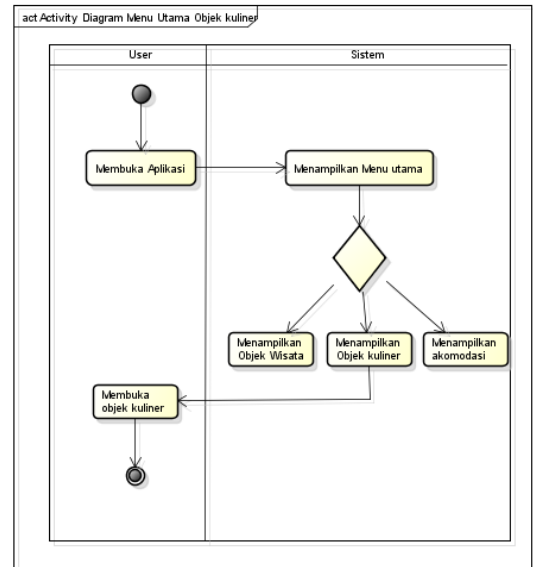 act Activity Diagram Menu Utama Objek kuliner
User
Sistem
Membuka Aplikasi
Menampilkan Menu utama
Menampilkan
Objek Wisata
Menampilkan
Objek kuliner
Menampilkan
akomodasi
Membuka
objek kuliner